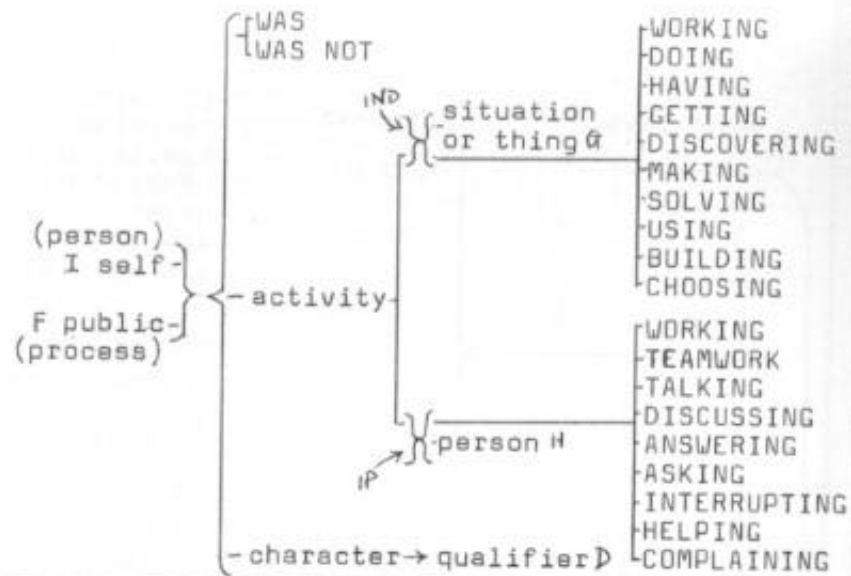 WAS
WAS NOT
IND
situation
or thing G
WORKING
DOING
HAVING
GETTING
DISCOVERING
MAKING
SOLVING
USING
BUILDING
CHOOSING
(person)
I self
F public
(process)
activity
IP
person H
WORKING
TEAMWORK
TALKING
DISCUSSING
ANSWERING
ASKING
INTERRUPTING
HELPING
COMPLAINING
character → qualifier D